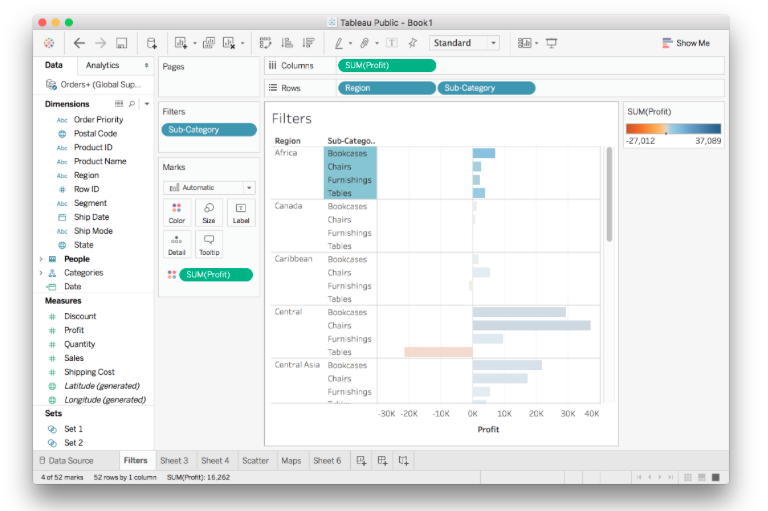 Tableau Public - Book1
Standard
Show Me
Data
Analytics
Pages
Columns
SUM(Profit)
Orders+ (Global Sup...
Rows
Region
Sub-Category
Dimensions
Abc Order Priority
Postal Code
Abc Product ID
Abc Product Name
Abc Region
# Row ID
Abc Segment
Ship Date
Abc Ship Mode
State
People
Categories
Date
Measures
# Discount
# Profit
# Quantity
# Sales
# Shipping Cost
Latitude (generated)
Longitude (generated)
Sets
Set 1
Set 2
Filters
Sub-Category
Marks
Automatic
Color
Size
Label
Detail
Tooltip
SUM(Profit)
Filters
Region
Sub-Catego..
Africa
Bookcases
Chairs
Furnishings
Tables
Canada
Bookcases
Chairs
Furnishings
Tables
Caribbean
Bookcases
Chairs
Furnishings
Tables
Central
Bookcases
Chairs
Furnishings
Tables
Central Asia
Bookcases
Chairs
Furnishings
-30K -20K -10K 0K 10K 20K 30K 40K
Profit
SUM(Profit)
-27,012 37,089
Data Source
Filters
Sheet 3
Sheet 4
Scatter
Maps
Sheet 6
4 of 52 marks 52 rows by 1 column SUM(Profit): 16,262